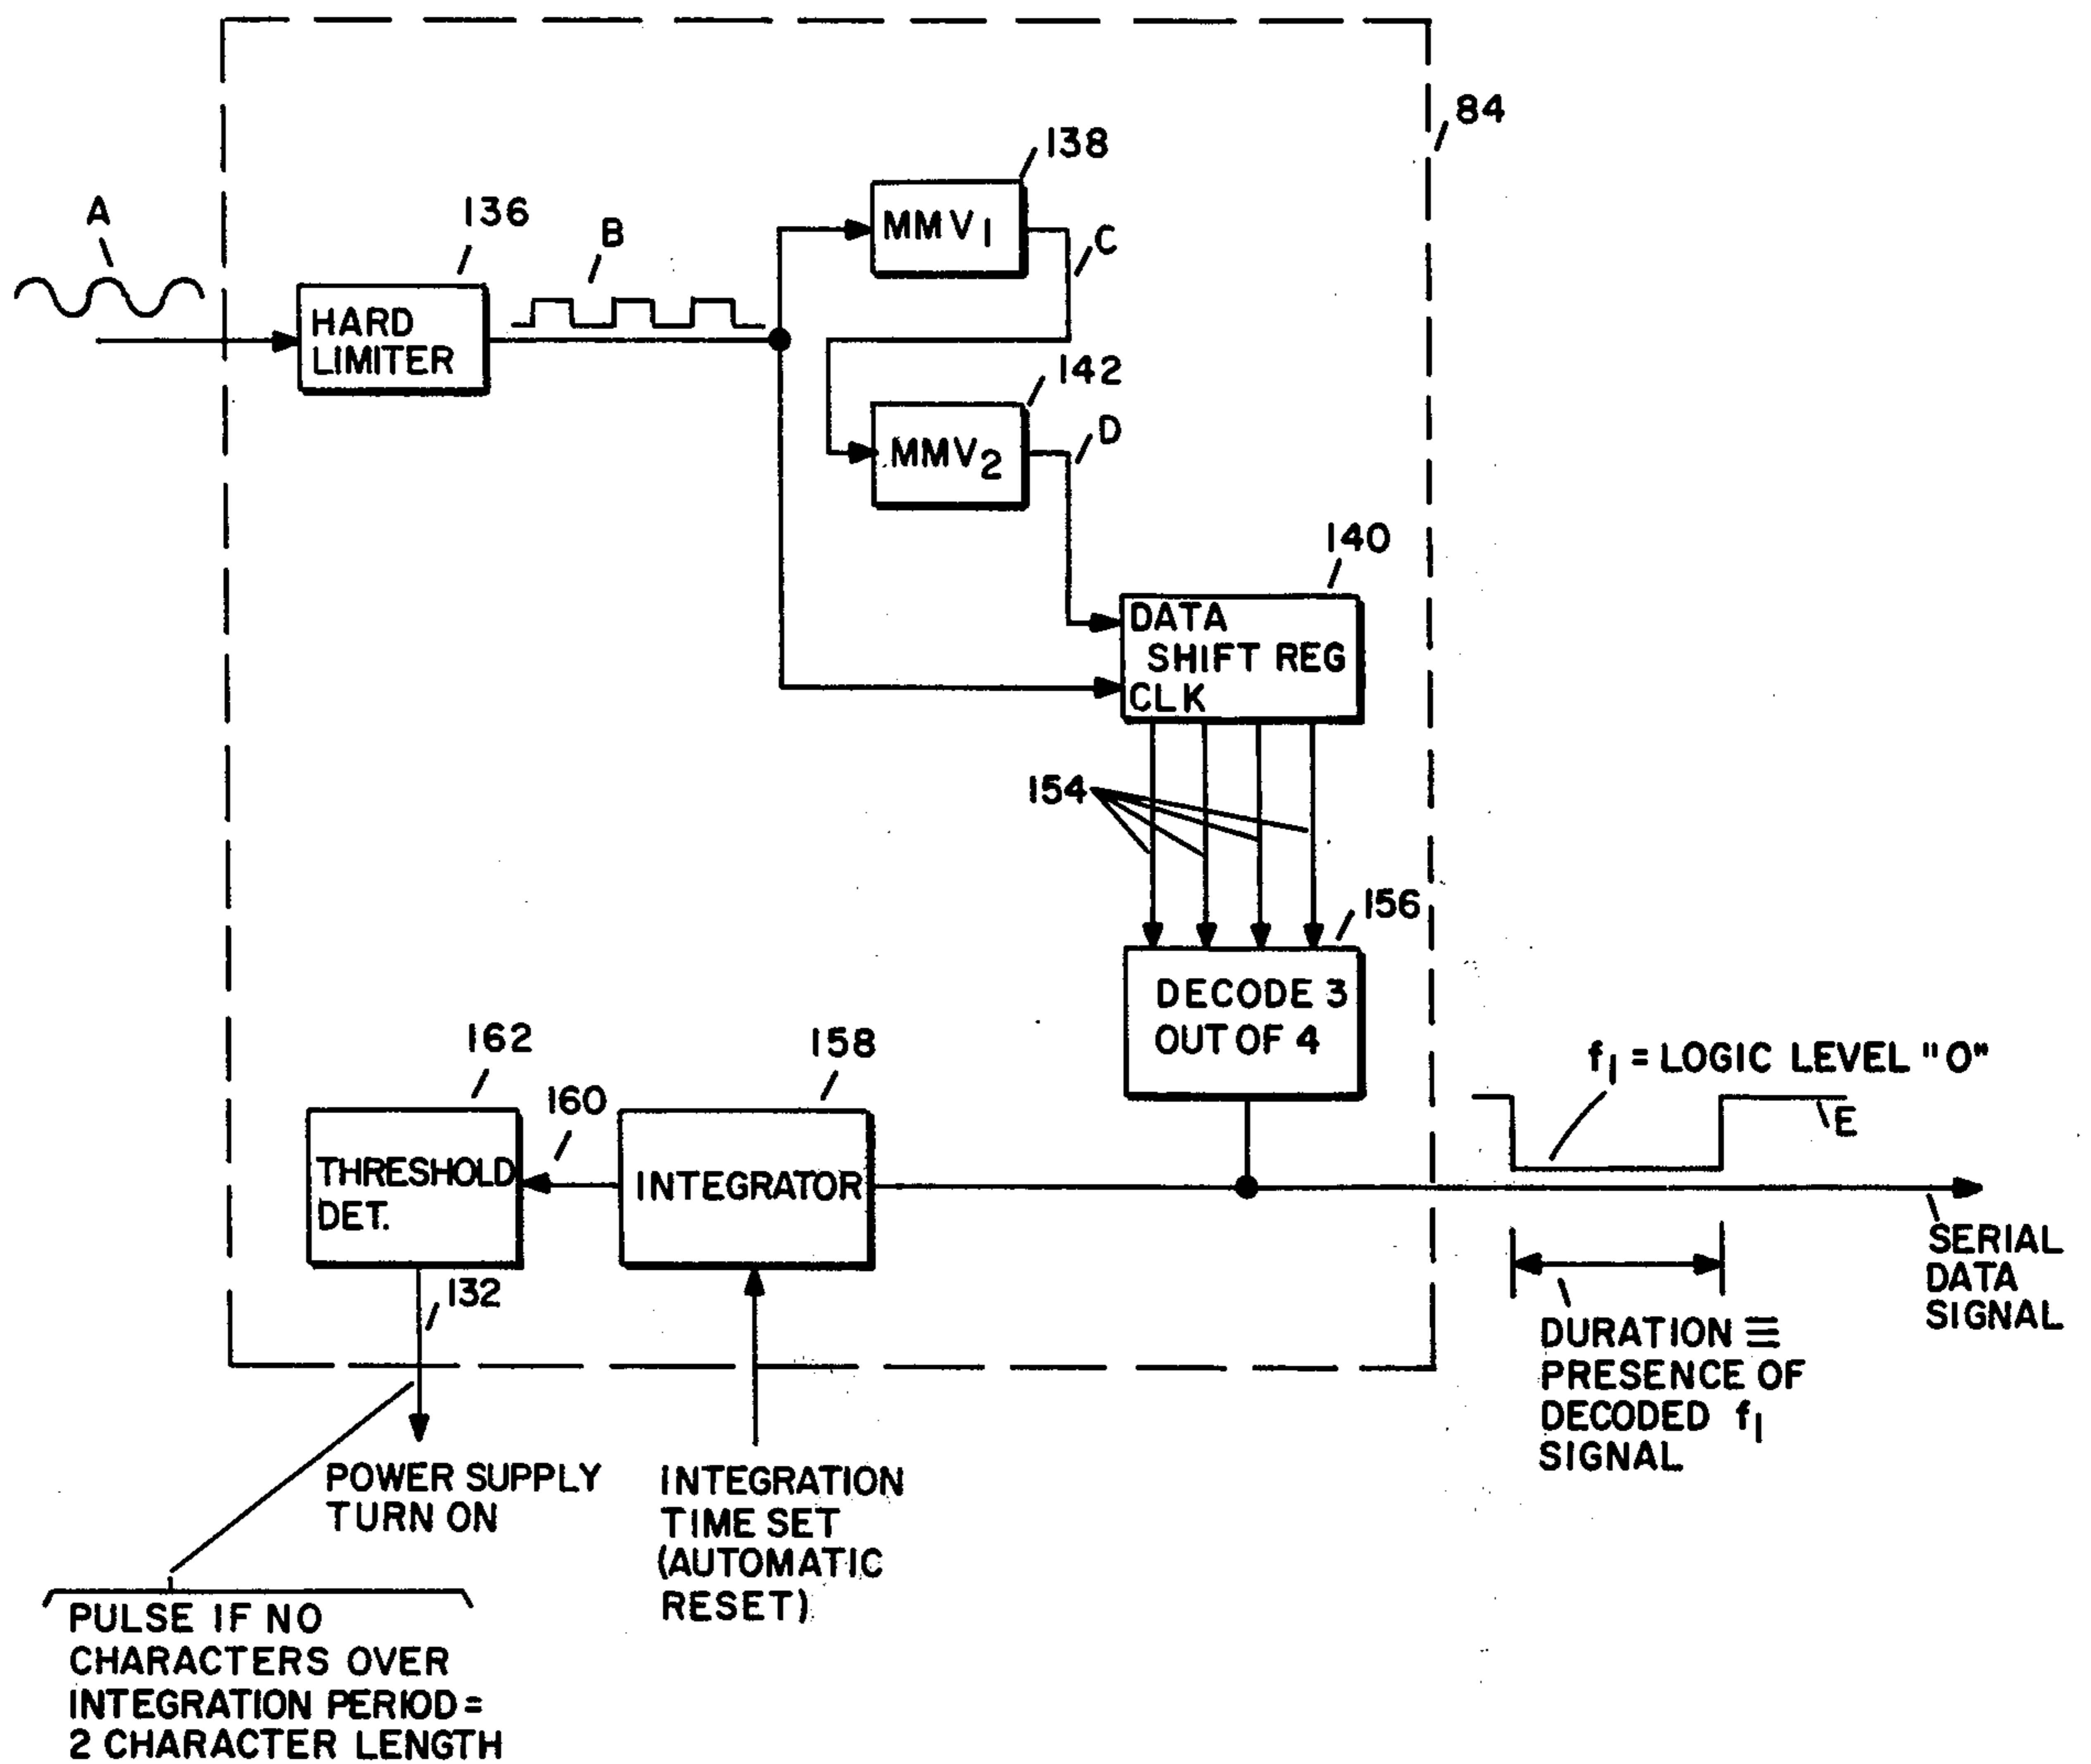 84
138
A
136
B
MMV1
C
HARD
LIMITER
142
D
MMV2
140
DATA
SHIFT REG
CLK
154
156
DECODE 3
OUT OF 4
162
158
160
f1 = LOGIC LEVEL "0"
E
THRESHOLD
DET.
INTEGRATOR
132
SERIAL
DATA
SIGNAL
DURATION ≡
PRESENCE OF
DECODED f1
SIGNAL
POWER SUPPLY
TURN ON
INTEGRATION
TIME SET
(AUTOMATIC
RESET)
PULSE IF NO
CHARACTERS OVER
INTEGRATION PERIOD =
2 CHARACTER LENGTH